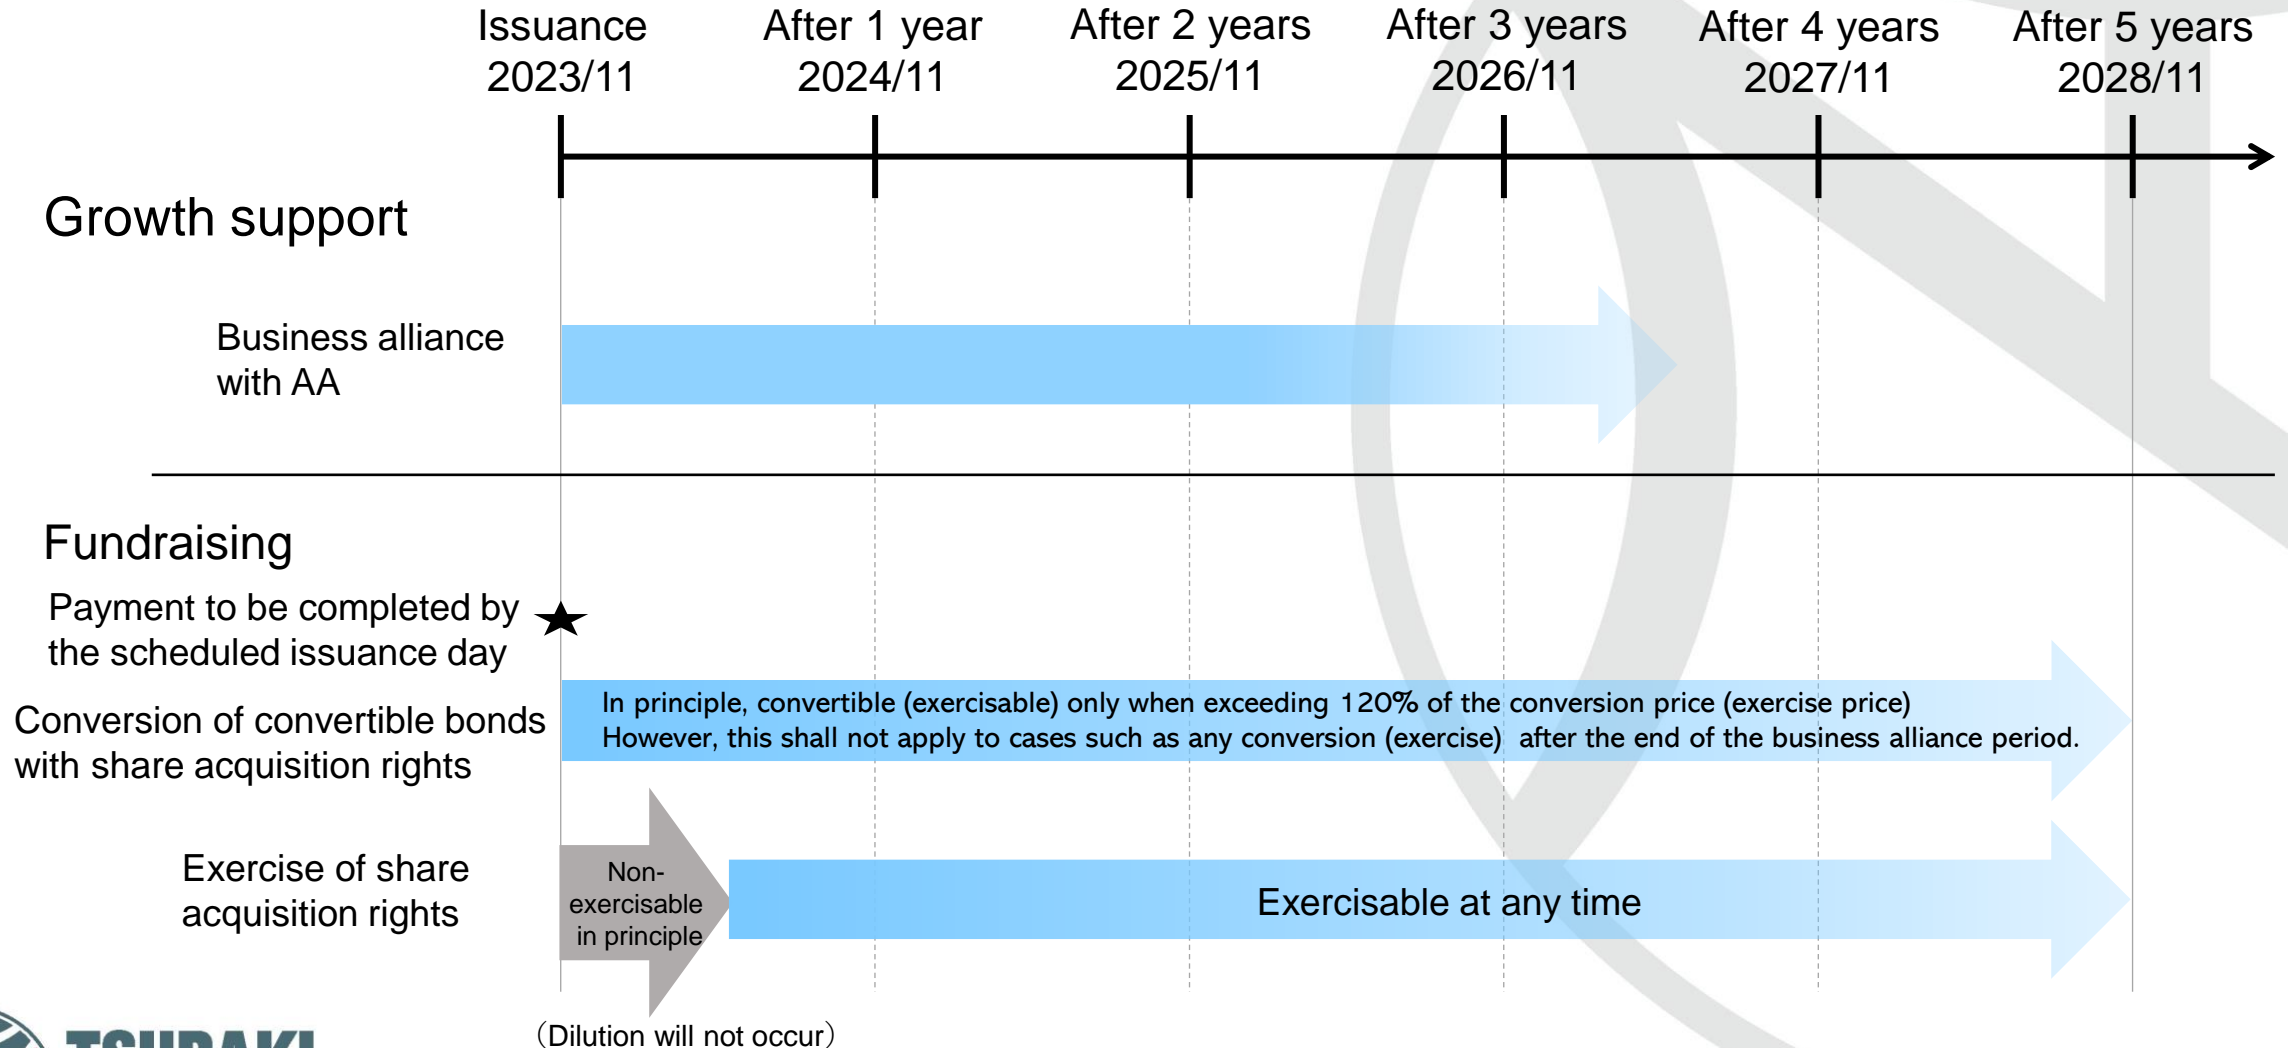 Issuance
2023/11
After 1 year
2024/11
After 2 years
2025/11
After 3 years
2026/11
After 4 years
2027/11
After 5 years
2028/11
Growth support
Business alliance
with AA
Fundraising
Payment to be completed by
the scheduled issuance day
Conversion of convertible bonds
with share acquisition rights
In principle, convertible (exercisable) only when exceeding 120% of the conversion price (exercise price)
However, this shall not apply to cases such as any conversion (exercise)  after the end of the business alliance period.
Exercise of share
acquisition rights
Non-
exercisable
in principle
Exercisable at any time
（Dilution will not occur）
TSUBAKI